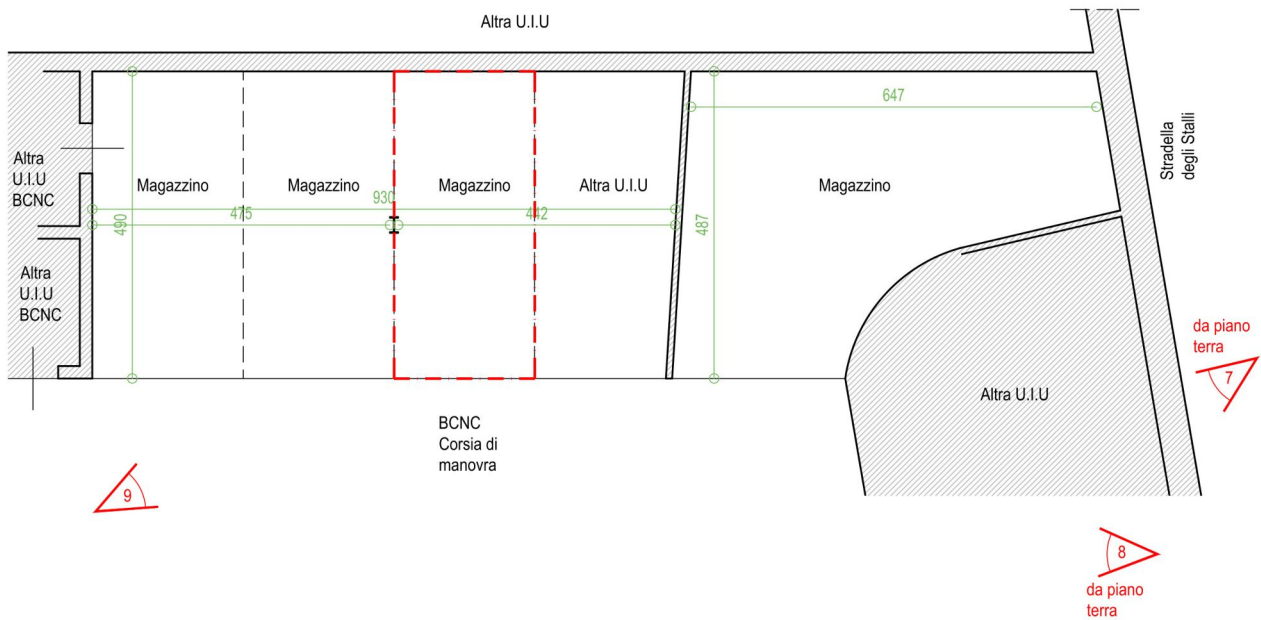 Altra U.I.U
647
Stradella
degli Stalli
Altra
U.I.U
BCNC
Magazzino
Magazzino
Magazzino
Altra U.I.U
Magazzino
930
475
442
490
487
Altra
U.I.U
BCNC
da piano
terra
7
Altra U.I.U
BCNC
Corsia di
manovra
9
8
da piano
terra